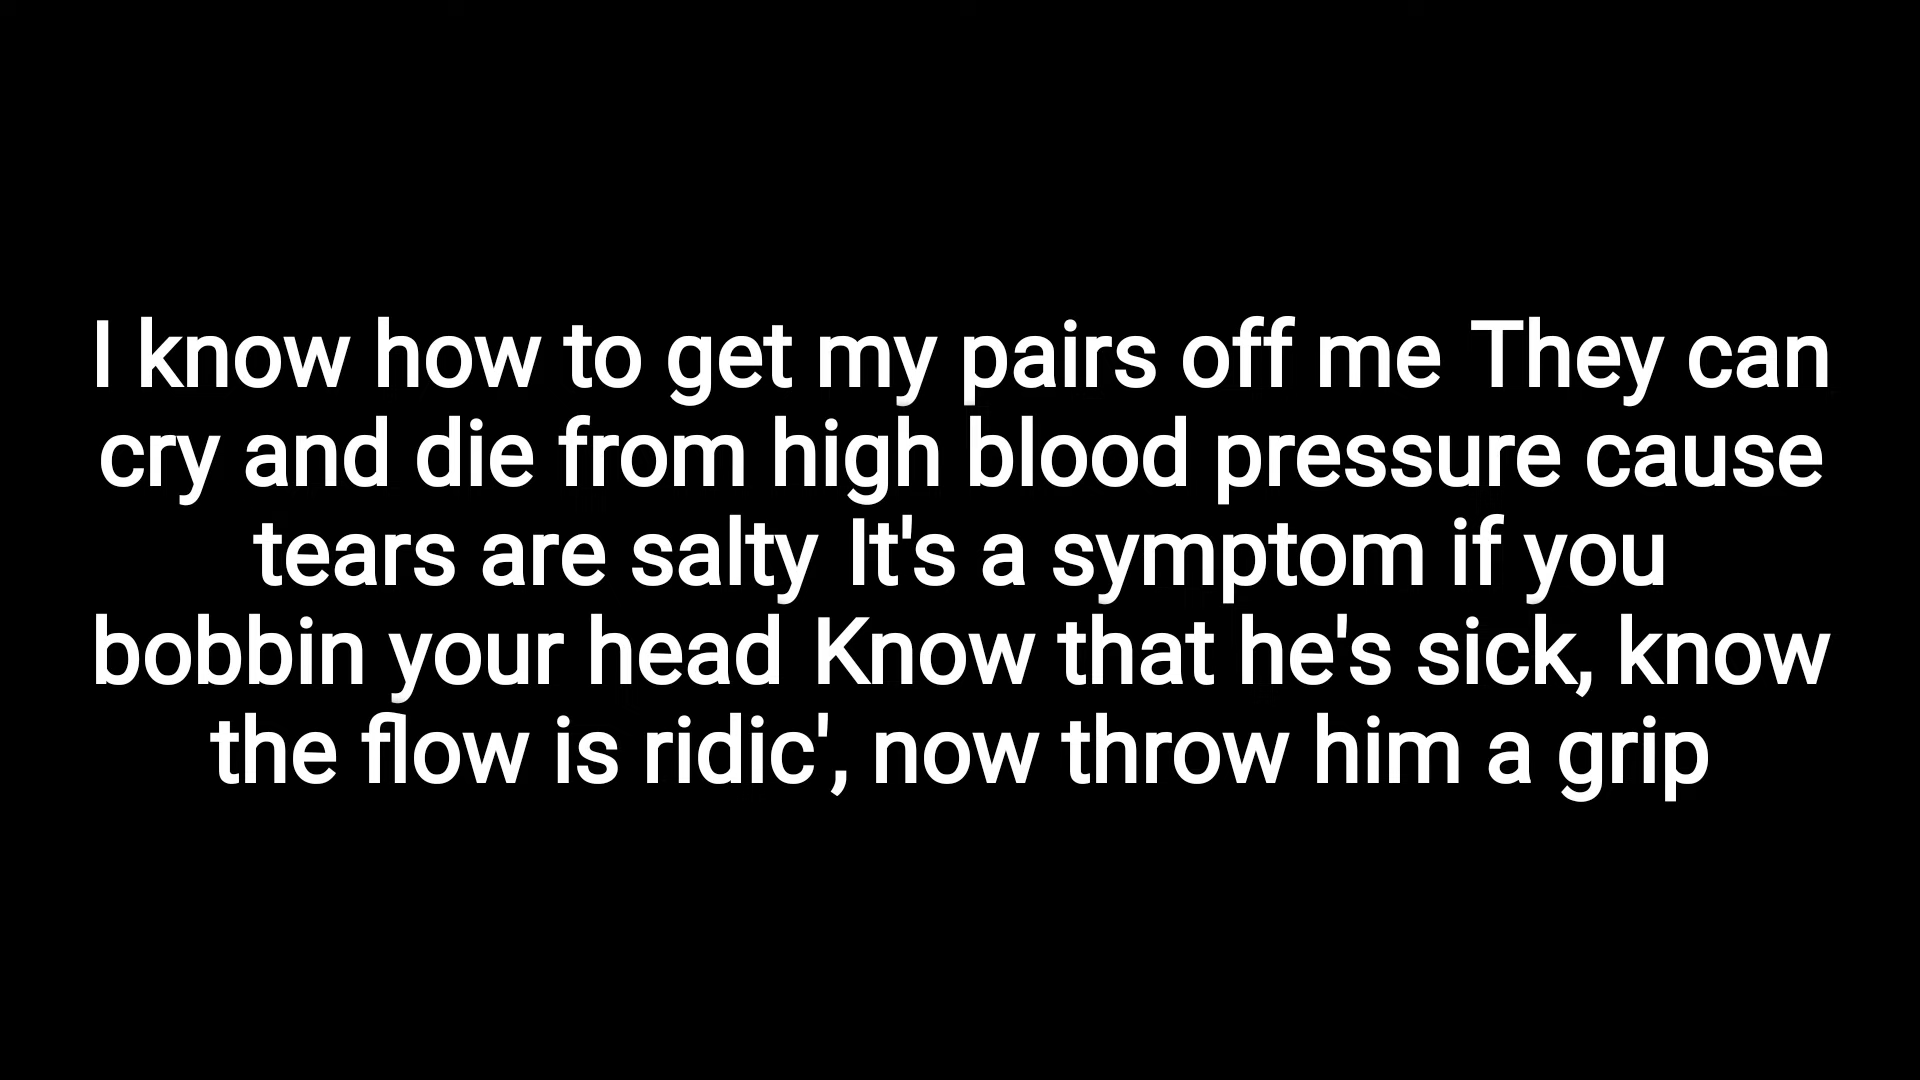 I know how to get my pairs off me They can
cry and die from high blood pressure cause
tears are salty It's a symptom if you
bobbin your head Know that he's sick, know
the flow is ridic', now throw him a grip